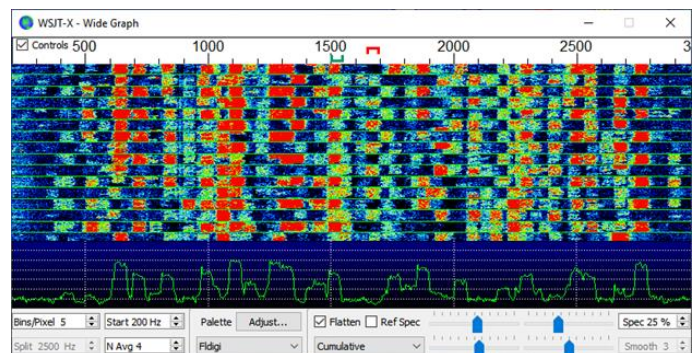 WSJT-X - Wide Graph
Controls 500 1000 1500 2000 2500 3
Bins/Pixel 5 Start 200 Hz Palette Adjust... Flatten Ref Spec Spec 25 %
Split 2500 Hz N Avg 4 Fldigi Cumulative Smooth 3